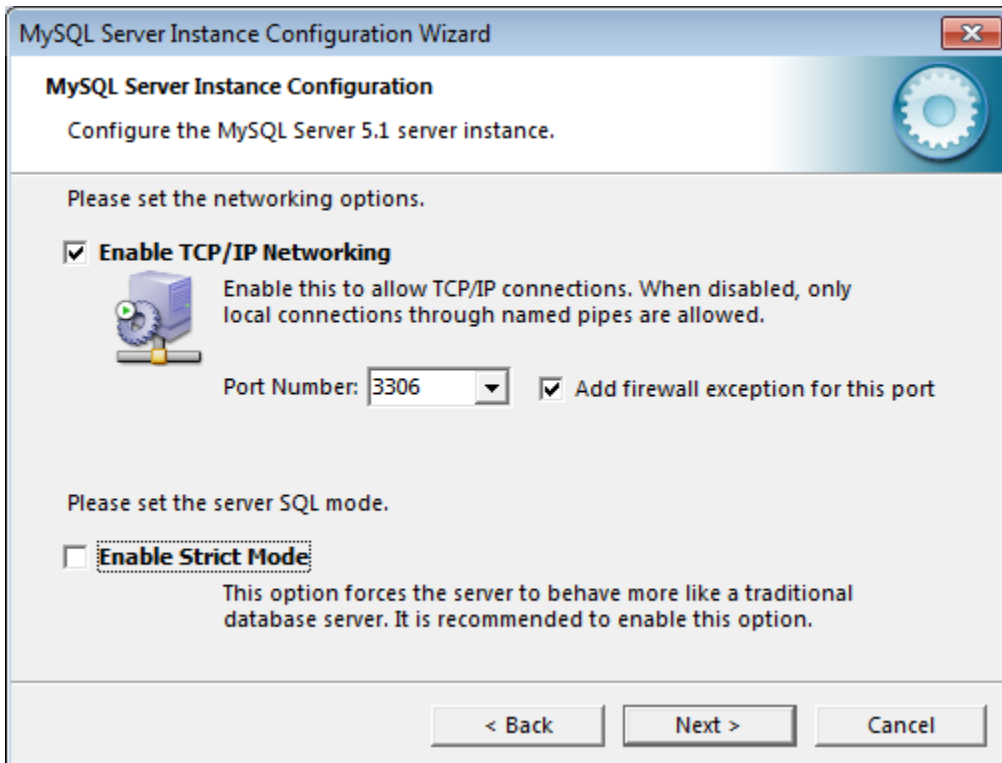 MySQL Server Instance Configuration Wizard
MySQL Server Instance Configuration
Configure the MySQL Server 5.1 server instance.
Please set the networking options.
Enable TCP/IP Networking
Enable this to allow TCP/IP connections. When disabled, only
local connections through named pipes are allowed.
Port Number: 3306 Add firewall exception for this port
Please set the server SQL mode.
Enable Strict Mode
This option forces the server to behave more like a traditional
database server. It is recommended to enable this option.
< Back Next > Cancel